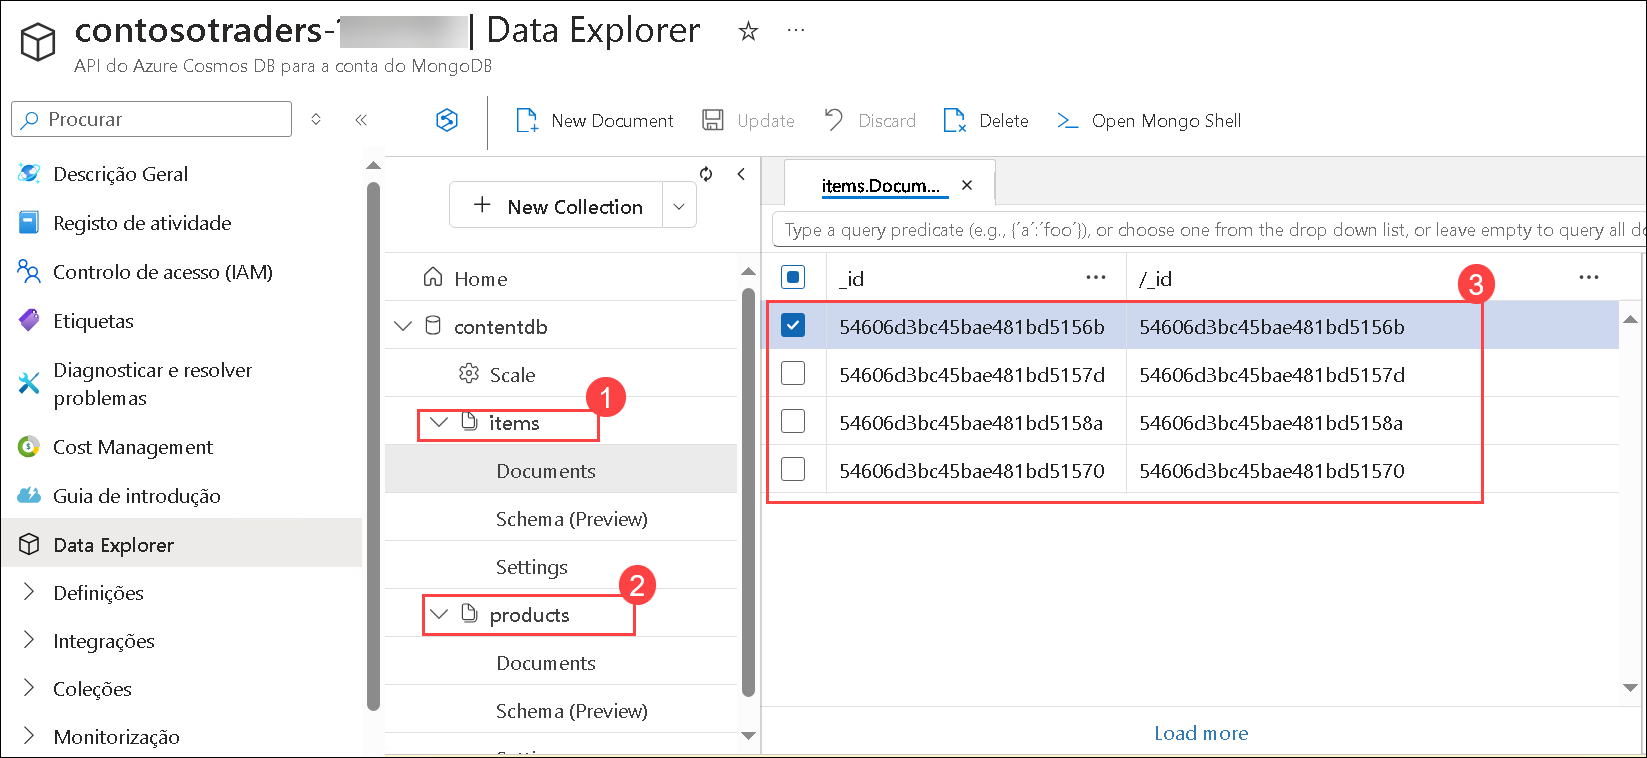 contosotraders- | Data Explorer
API do Azure Cosmos DB para a conta do MongoDB
Procurar
New Document
Update
Discard
Delete
Open Mongo Shell
Descrição Geral
Registo de atividade
Controlo de acesso (IAM)
Etiquetas
Diagnosticar e resolver
problemas
Cost Management
Guia de introdução
Data Explorer
Definições
Integrações
Coleções
Monitorização
New Collection
Home
contentdb
Scale
1
items
Documents
Schema (Preview)
Settings
2
products
Documents
Schema (Preview)
items.Docum...
Type a query predicate (e.g., {´a´:´foo´}), or choose one from the drop down list, or leave empty to query all do
_id
/_id
3
54606d3bc45bae481bd5156b 54606d3bc45bae481bd5156b
54606d3bc45bae481bd5157d 54606d3bc45bae481bd5157d
54606d3bc45bae481bd5158a 54606d3bc45bae481bd5158a
54606d3bc45bae481bd51570 54606d3bc45bae481bd51570
Load more